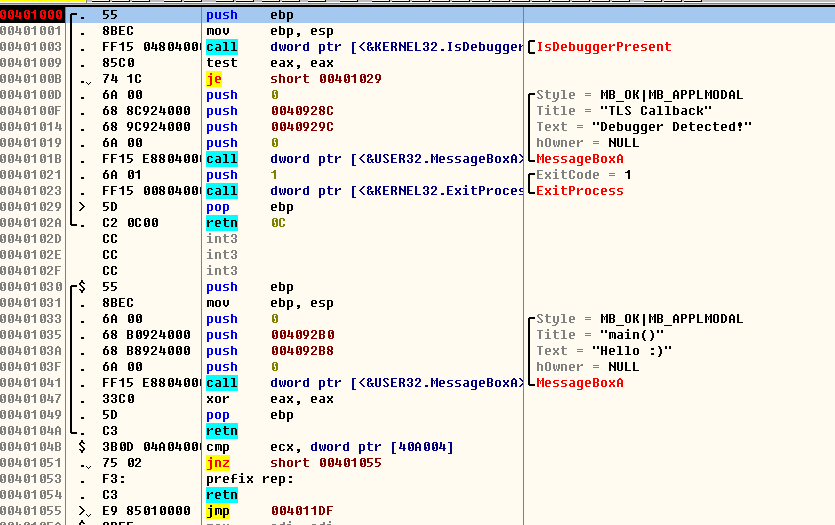 00401000 . 55 push ebp
00401001 . 8BEC mov ebp, esp
00401003 . FF15 0480400 call dword ptr [<&KERNEL32.IsDebugger IsDebuggerPresent
00401009 . 85C0 test eax, eax
0040100B . 74 1C je short 00401029
0040100D . 6A 00 push 0 Style = MB_OK|MB_APPLMODAL
0040100F . 68 8C924000 push 0040928C Title = "TLS Callback"
00401014 . 68 9C924000 push 0040929C Text = "Debugger Detected!"
00401019 . 6A 00 push 0 hOwner = NULL
0040101B . FF15 E880400 call dword ptr [<&USER32.MessageBoxA> MessageBoxA
00401021 . 6A 01 push 1 ExitCode = 1
00401023 . FF15 0080400 call dword ptr [<&KERNEL32.ExitProces ExitProcess
00401029 > 5D pop ebp
0040102A . C2 0C00 retn 0C
0040102D CC int3
0040102E CC int3
0040102F CC int3
00401030 $ 55 push ebp
00401031 . 8BEC mov ebp, esp
00401033 . 6A 00 push 0 Style = MB_OK|MB_APPLMODAL
00401035 . 68 B0924000 push 004092B0 Title = "main()"
0040103A . 68 B8924000 push 004092B8 Text = "Hello :)"
0040103F . 6A 00 push 0 hOwner = NULL
00401041 . FF15 E880400 call dword ptr [<&USER32.MessageBoxA> MessageBoxA
00401047 . 33C0 xor eax, eax
00401049 . 5D pop ebp
0040104A . C3 retn
0040104B $ 3B0D 04A0400 cmp ecx, dword ptr [40A004]
00401051 . 75 02 jnz short 00401055
00401053 . F3: prefix rep:
00401054 . C3 retn
00401055 > E9 85010000 jmp 004011DF